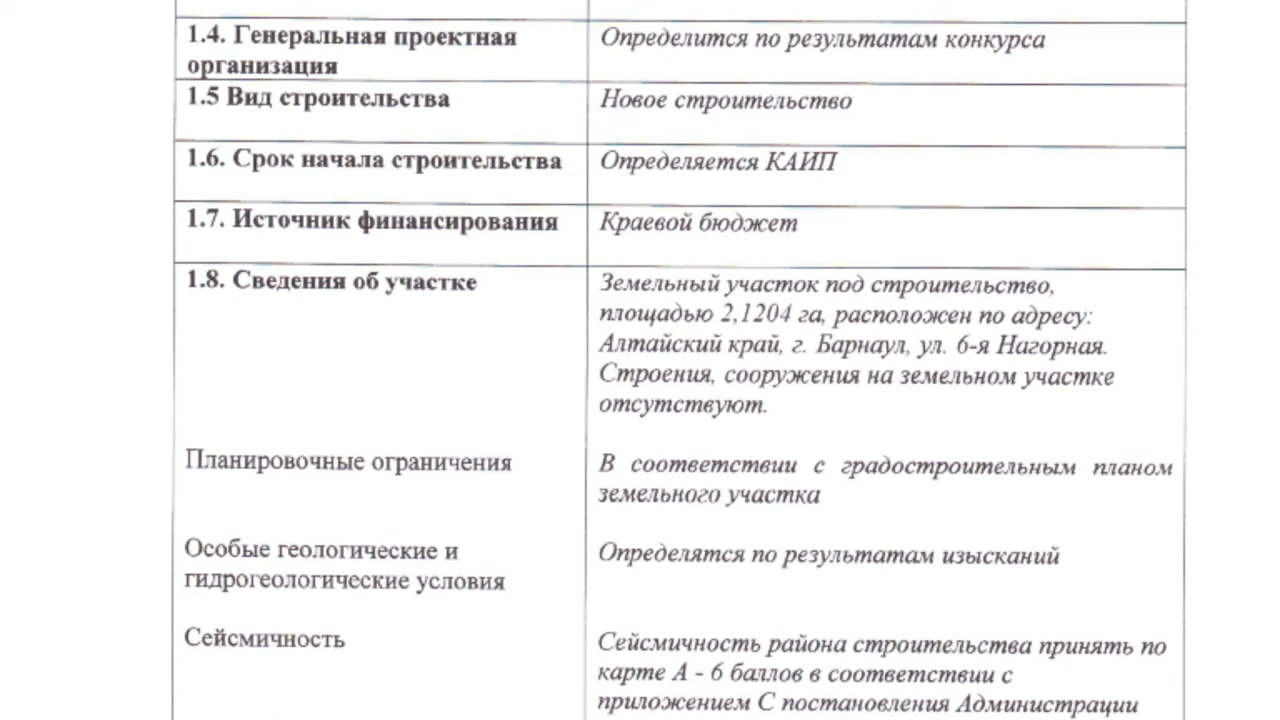 1.4. Генеральная проектная
организация
Определится по результатам конкурса
1.5 Вид строительства
Новое строительство
1.6. Срок начала строительства
Определяется КАИП
1.7. Источник финансирования
Краевой бюджет
1.8. Сведения об участке
Земельный участок под строительство,
площадью 2,1204 га, расположен по адресу:
Алтайский край, г. Барнаул, ул. 6-я Нагорная.
Строения, сооружения на земельном участке
отсутствуют.
Планировочные ограничения
В соответствии с градостроительным планом
земельного участка
Особые геологические и
гидрогеологические условия
Определятся по результатам изысканий
Сейсмичность
Сейсмичность района строительства принять по
карте А - 6 баллов в соответствии с
приложением С постановления Администрации